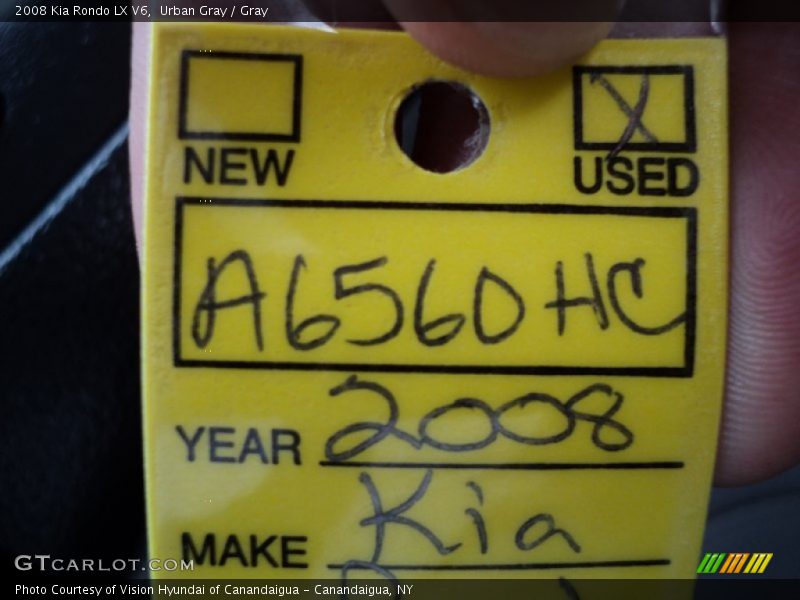 2008 Kia Rondo LX V6,  Urban Gray / Gray
NEW X USED
A6560HC
YEAR 2008
MAKE Kia
GTCARLOT.COM
Photo Courtesy of Vision Hyundai of Canandaigua - Canandaigua, NY